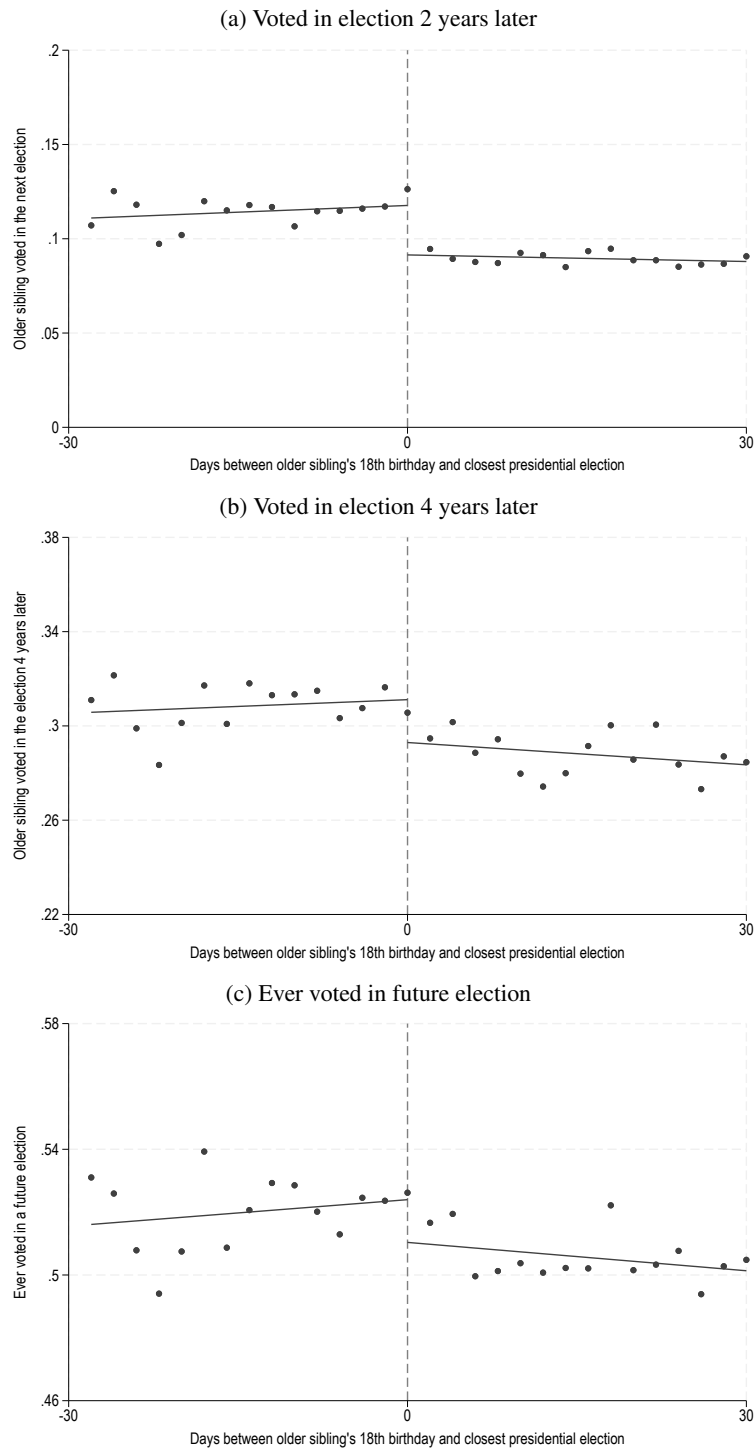 (a) Voted in election 2 years later
.2
.15
.1
.05
0
-30 0 30
Older sibling voted in the next election
Days between older sibling's 18th birthday and closest presidential election
(b) Voted in election 4 years later
.38
.34
.3
.26
.22
-30 0 30
Older sibling voted in the election 4 years later
Days between older sibling's 18th birthday and closest presidential election
(c) Ever voted in future election
.58
.54
.5
.46
-30 0 30
Ever voted in a future election
Days between older sibling's 18th birthday and closest presidential election